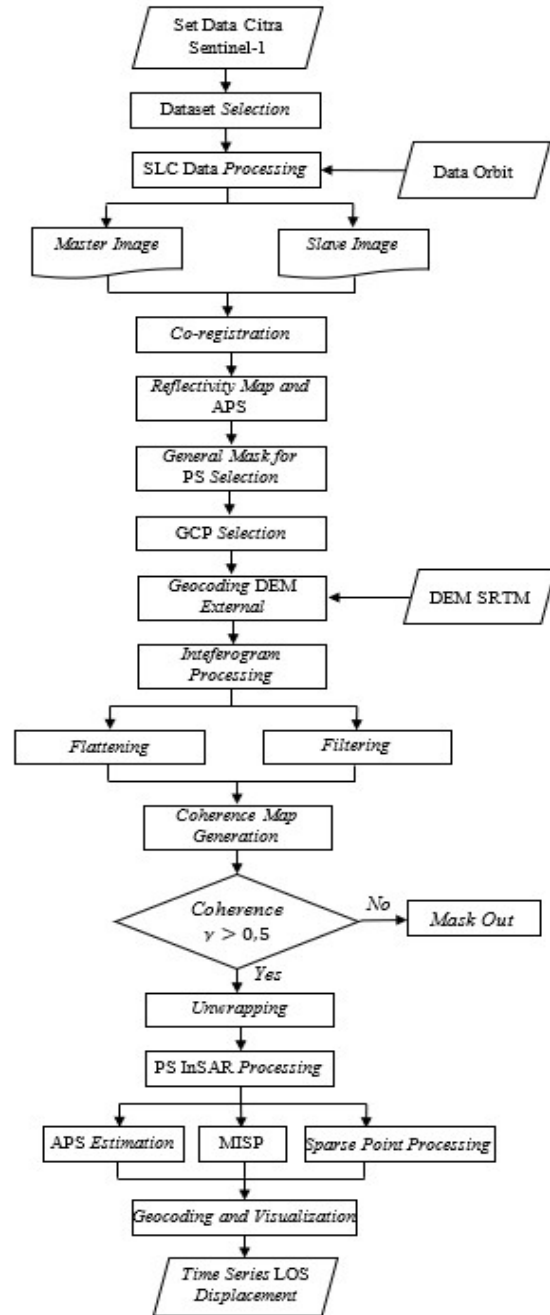 Set Data Citra
Sentinel-1
Dataset Selection
SLC Data Processing
Data Orbit
Master Image
Slave Image
Co-registration
Reflectivity Map and
APS
General Mask for
PS Selection
GCP Selection
Geocoding DEM
External
DEM SRTM
Inteferogram
Processing
Flattening
Filtering
Coherence Map
Generation
Coherence
γ > 0,5
No
Mask Out
Yes
Unwrapping
PS InSAR Processing
APS Estimation
MISP
Sparse Point Processing
Geocoding and Visualization
Time Series LOS
Displacement